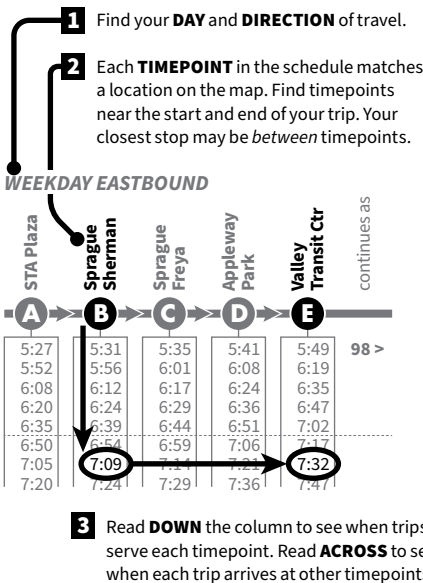 1 Find your DAY and DIRECTION of travel.
2 Each TIMEPOINT in the schedule matches
a location on the map. Find timepoints
near the start and end of your trip. Your
closest stop may be between timepoints.
WEEKDAY EASTBOUND
STA Plaza
Sprague
Sherman
Sprague
Freya
Appleway
Park
Valley
Transit Ctr
continues as
A B C D E
5:27 5:31 5:35 5:41 5:49 98 >
5:52 5:56 6:01 6:08 6:19
6:08 6:12 6:17 6:24 6:35
6:20 6:24 6:29 6:36 6:47
6:35 6:39 6:44 6:51 7:02
6:50 6:54 6:59 7:06 7:17
7:05 7:09 7:14 7:21 7:32
7:20 7:24 7:29 7:36 7:47
3 Read DOWN the column to see when trips
serve each timepoint. Read ACROSS to se
when each trip arrives at other timepoint